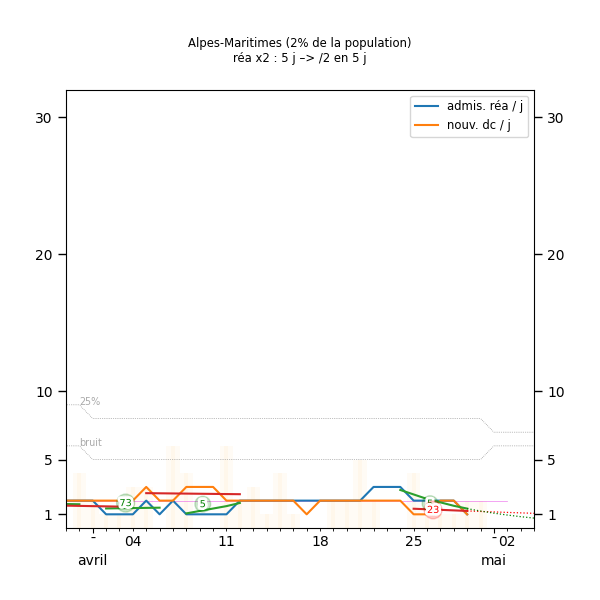 Alpes-Maritimes (2% de la population)
réa x2 : 5 j –> /2 en 5 j
admis. réa / j
nouv. dc / j
30 30
20 20
10 10
25%
bruit
5 5
73 5 23
1 1
04 11 18 25 02
avril mai